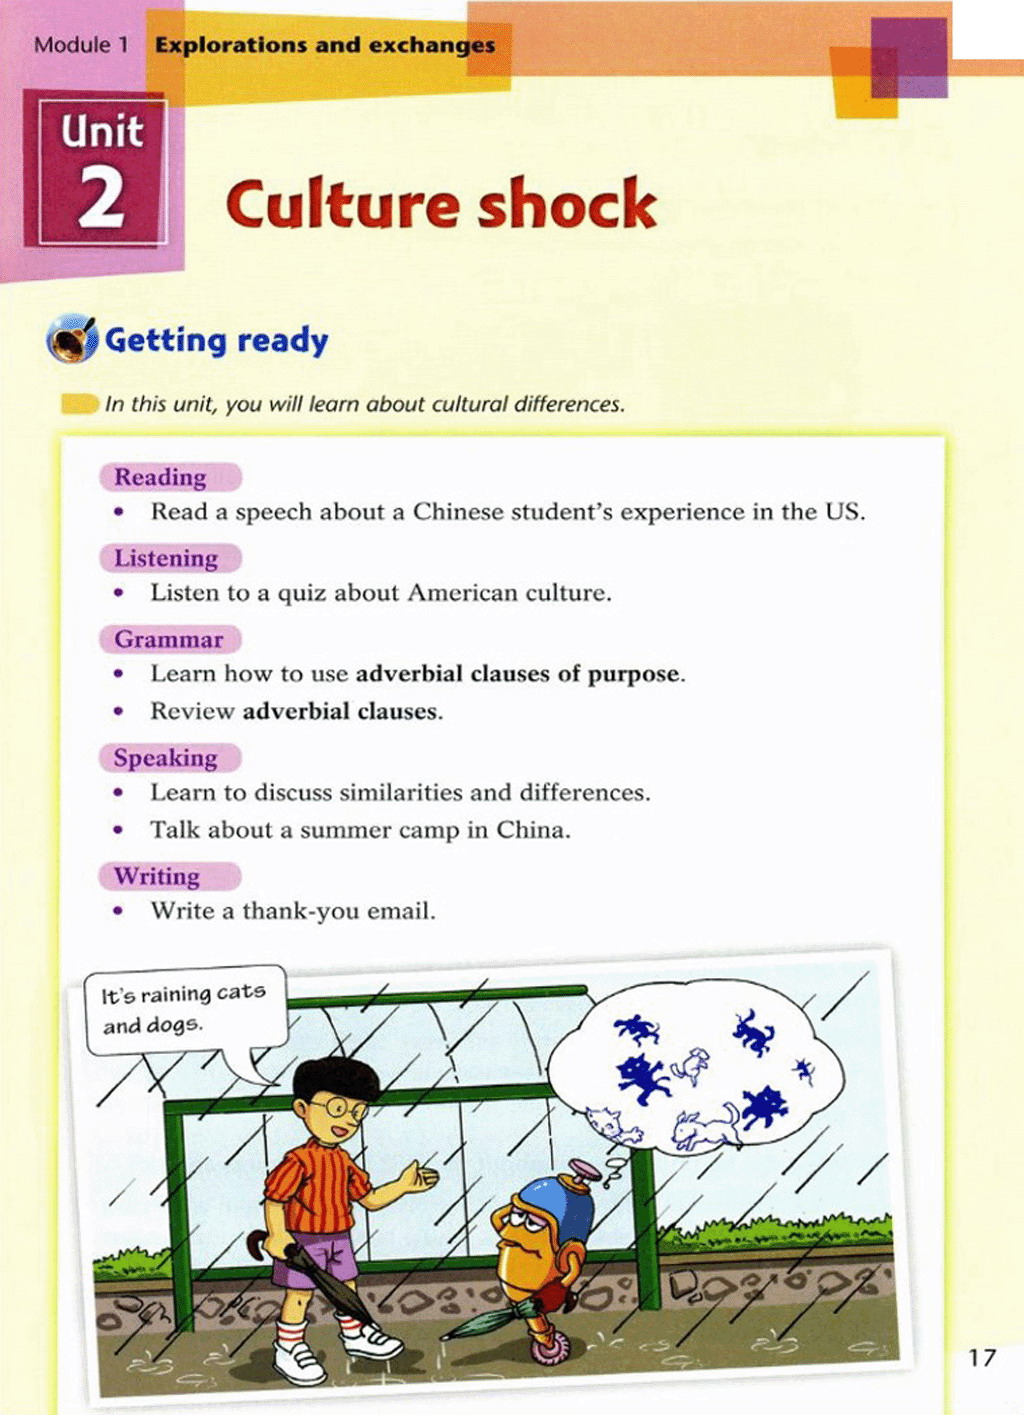 Module 1 Explorations and exchanges
Unit
2
Culture shock
Getting ready
In this unit, you will learn about cultural differences.
Reading
• Read a speech about a Chinese student's experience in the US.
Listening
• Listen to a quiz about American culture.
Grammar
• Learn how to use adverbial clauses of purpose.
• Review adverbial clauses.
Speaking
• Learn to discuss similarities and differences.
• Talk about a summer camp in China.
Writing
• Write a thank-you email.
It's raining cats
and dogs.
17